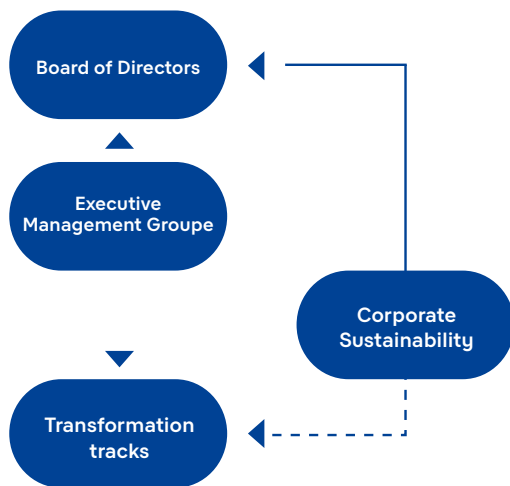 Board of Directors
Executive
Management Groupe
Corporate
Sustainability
Transformation
tracks